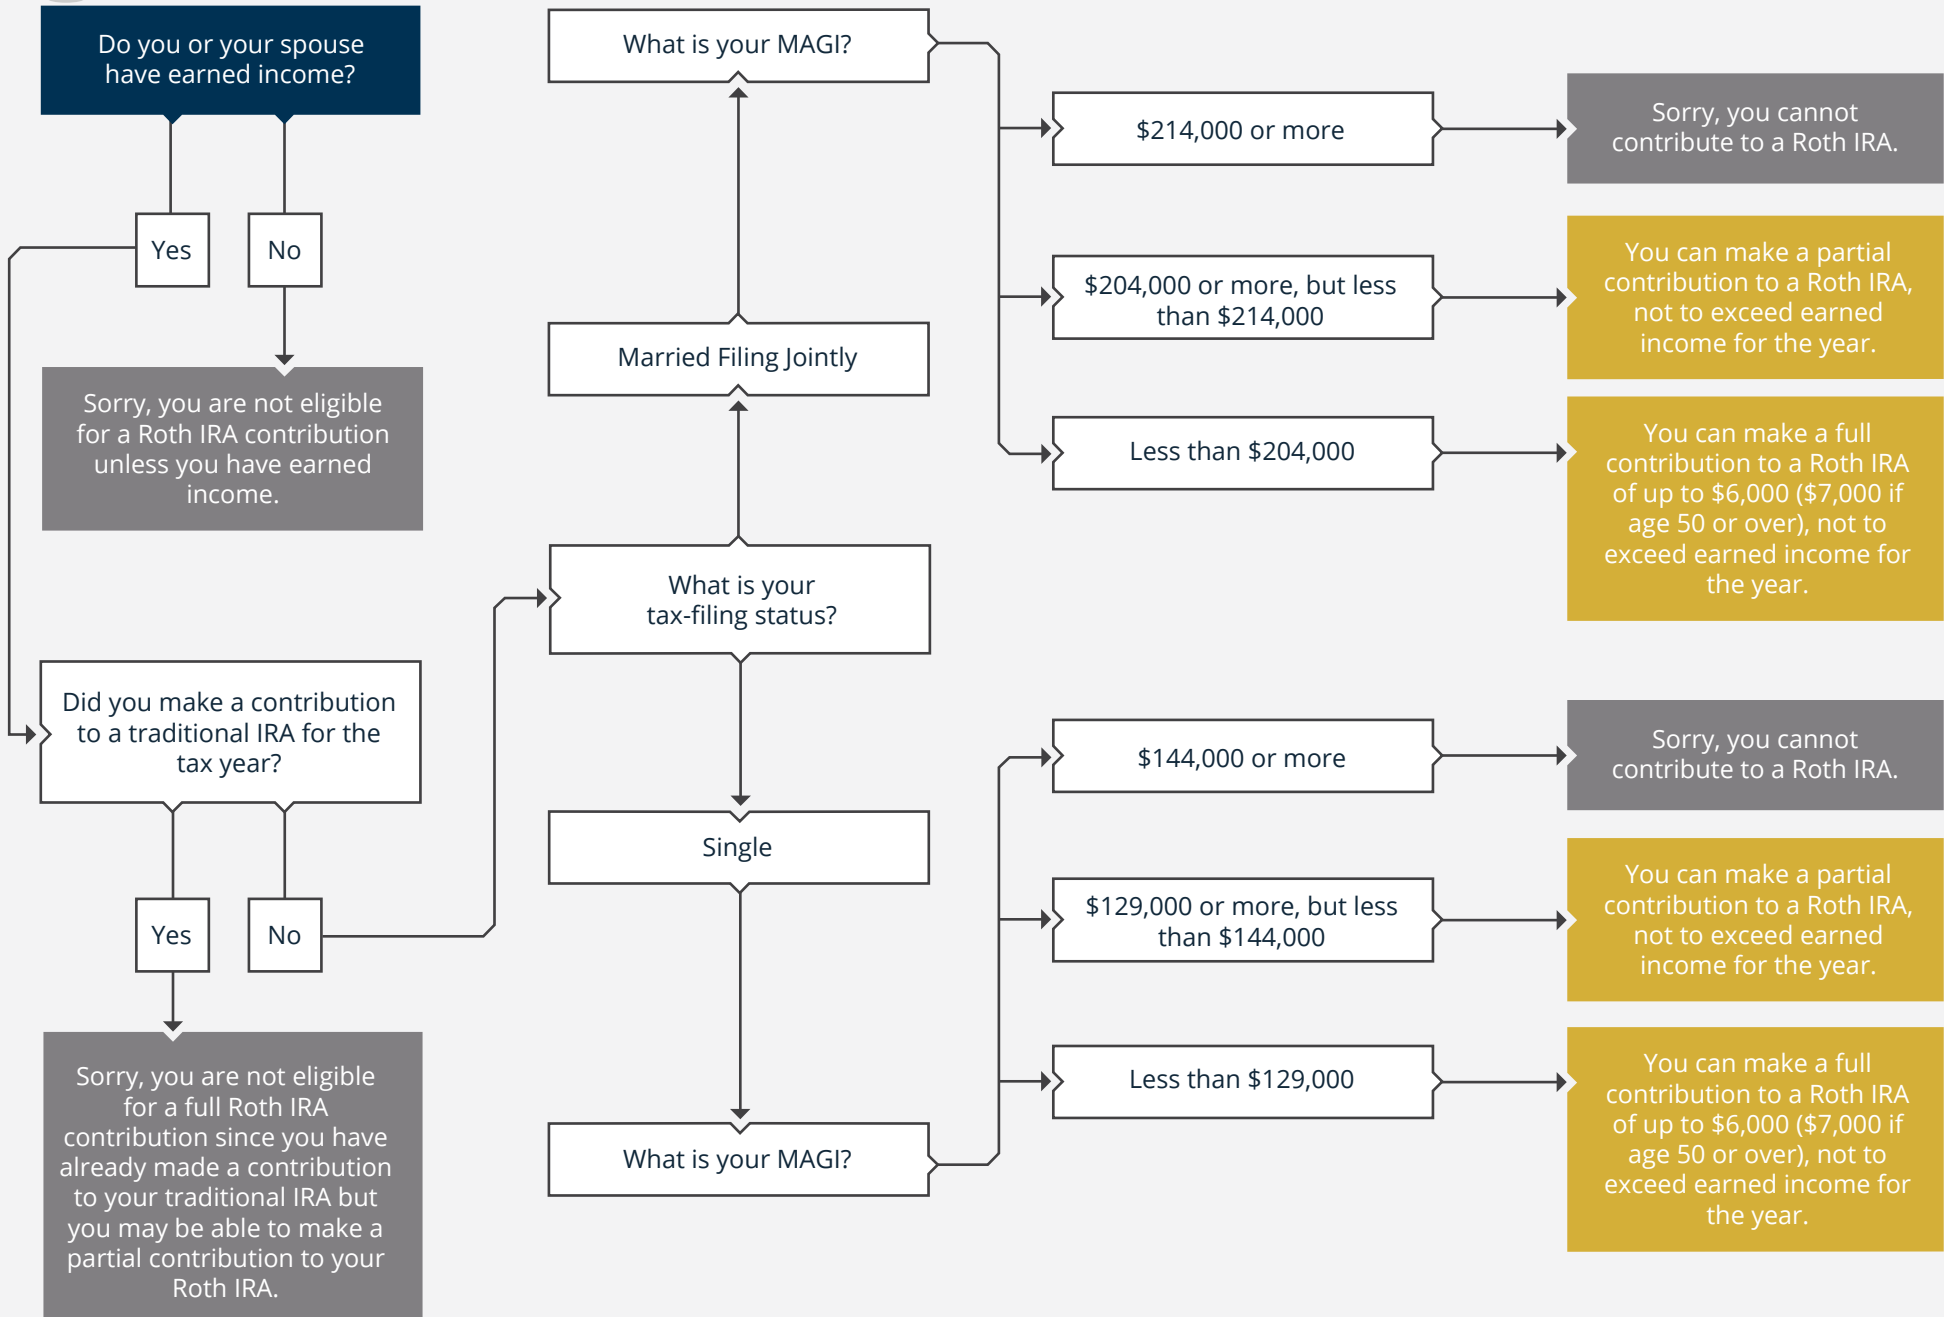 Do you or your spouse
have earned income?
Yes
No
Sorry, you are not eligible
for a Roth IRA contribution
unless you have earned
income.
Did you make a contribution
to a traditional IRA for the
tax year?
Yes
No
Sorry, you are not eligible
for a full Roth IRA
contribution since you have
already made a contribution
to your traditional IRA but
you may be able to make a
partial contribution to your
Roth IRA.
What is your
tax-filing status?
Married Filing Jointly
What is your MAGI?
$214,000 or more
Sorry, you cannot
contribute to a Roth IRA.
$204,000 or more, but less
than $214,000
You can make a partial
contribution to a Roth IRA,
not to exceed earned
income for the year.
Less than $204,000
You can make a full
contribution to a Roth IRA
of up to $6,000 ($7,000 if
age 50 or over), not to
exceed earned income for
the year.
Single
What is your MAGI?
$144,000 or more
Sorry, you cannot
contribute to a Roth IRA.
$129,000 or more, but less
than $144,000
You can make a partial
contribution to a Roth IRA,
not to exceed earned
income for the year.
Less than $129,000
You can make a full
contribution to a Roth IRA
of up to $6,000 ($7,000 if
age 50 or over), not to
exceed earned income for
the year.